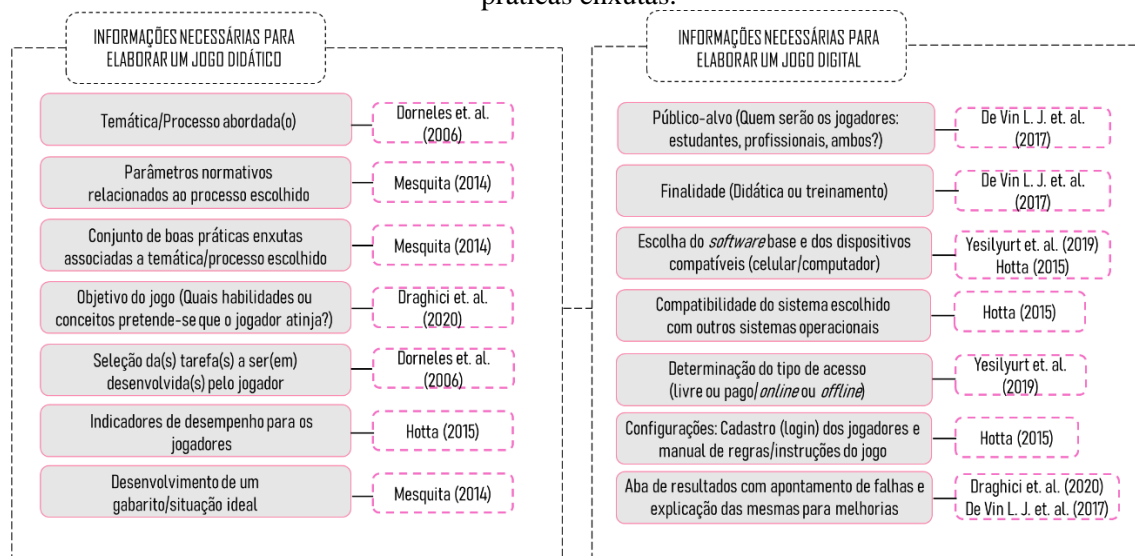 práticas enxutas.
INFORMAÇÕES NECESSÁRIAS PARA
ELABORAR UM JOGO DIDÁTICO
Temática/Processo abordada(o)
Dorneles et. al.
(2006)
Parâmetros normativos
relacionados ao processo escolhido
Mesquita (2014)
Conjunto de boas práticas enxutas
associadas a temática/processo escolhido
Mesquita (2014)
Objetivo do jogo (Quais habilidades ou
conceitos pretende-se que o jogador atinja?)
Draghici et. al.
(2020)
Seleção da(s) tarefa(s) a ser(em)
desenvolvida(s) pelo jogador
Dorneles et. al.
(2006)
Indicadores de desempenho para os
jogadores
Hotta (2015)
Desenvolvimento de um
gabarito/situação ideal
Mesquita (2014)
INFORMAÇÕES NECESSÁRIAS PARA
ELABORAR UM JOGO DIGITAL
Público-alvo (Quem serão os jogadores:
estudantes, profissionais, ambos?)
De Vin L. J. et. al.
(2017)
Finalidade (Didática ou treinamento)
De Vin L. J. et. al.
(2017)
Escolha do software base e dos dispositivos
compatíveis (celular/computador)
Yesilyurt et. al. (2019)
Hotta (2015)
Compatibilidade do sistema escolhido
com outros sistemas operacionais
Hotta (2015)
Determinação do tipo de acesso
(livre ou pago/online ou offline)
Yesilyurt et. al.
(2019)
Configurações: Cadastro (login) dos jogadores e
manual de regras/instruções do jogo
Hotta (2015)
Aba de resultados com apontamento de falhas e
explicação das mesmas para melhorias
Draghici et. al. (2020)
De Vin L. J. et. al. (2017)